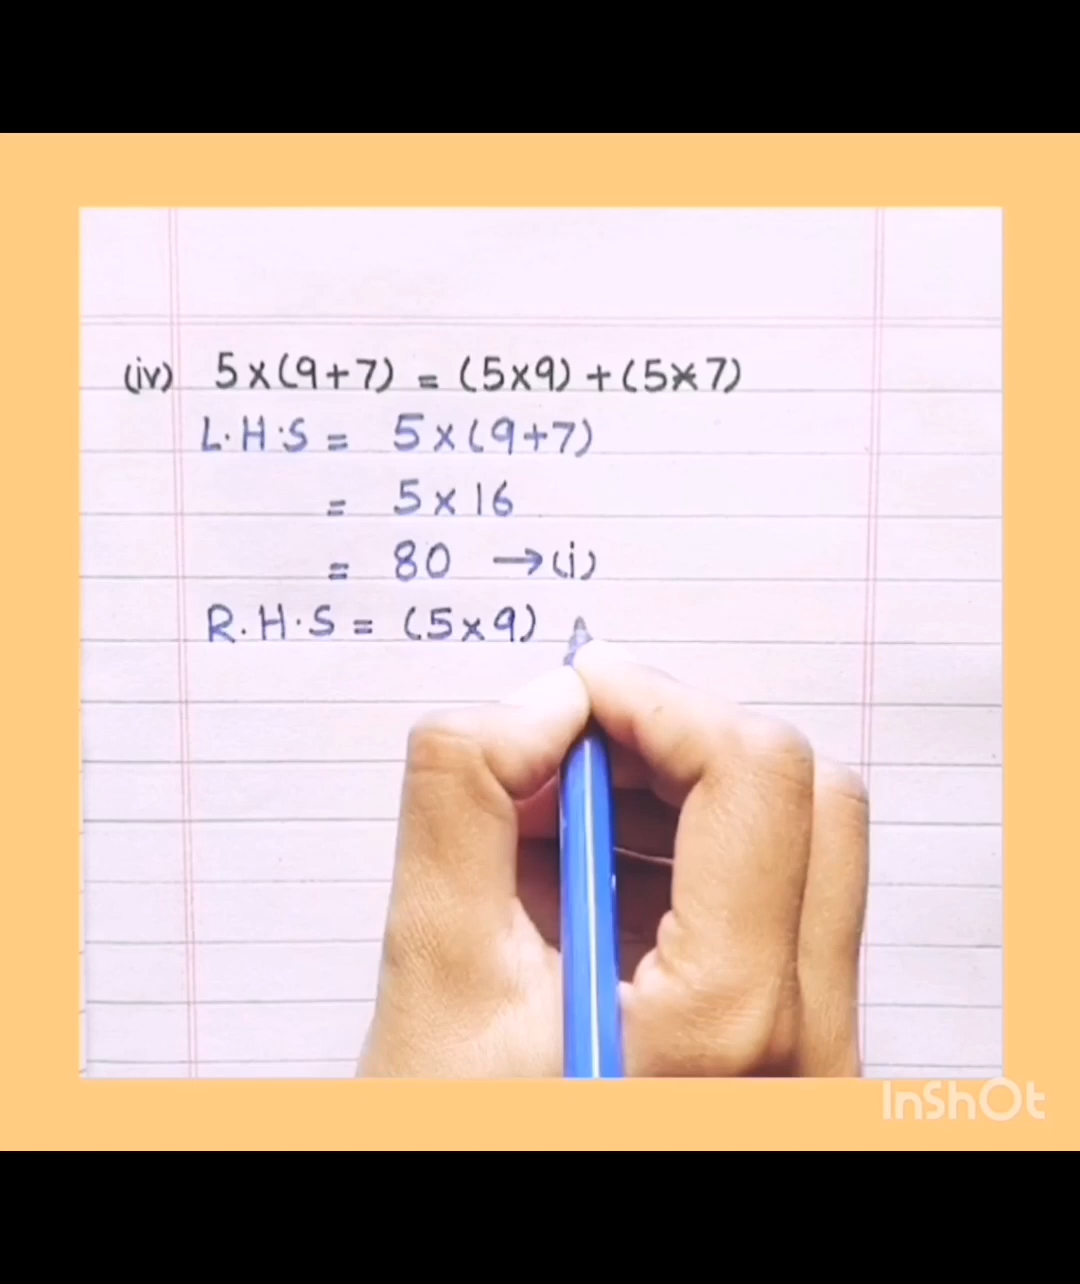 (iv) 5×(9+7) = (5×9) + (5×7)
L.H.S = 5×(9+7)
= 5×16
= 80 →(i)
R.H.S = (5×9)
InShOt